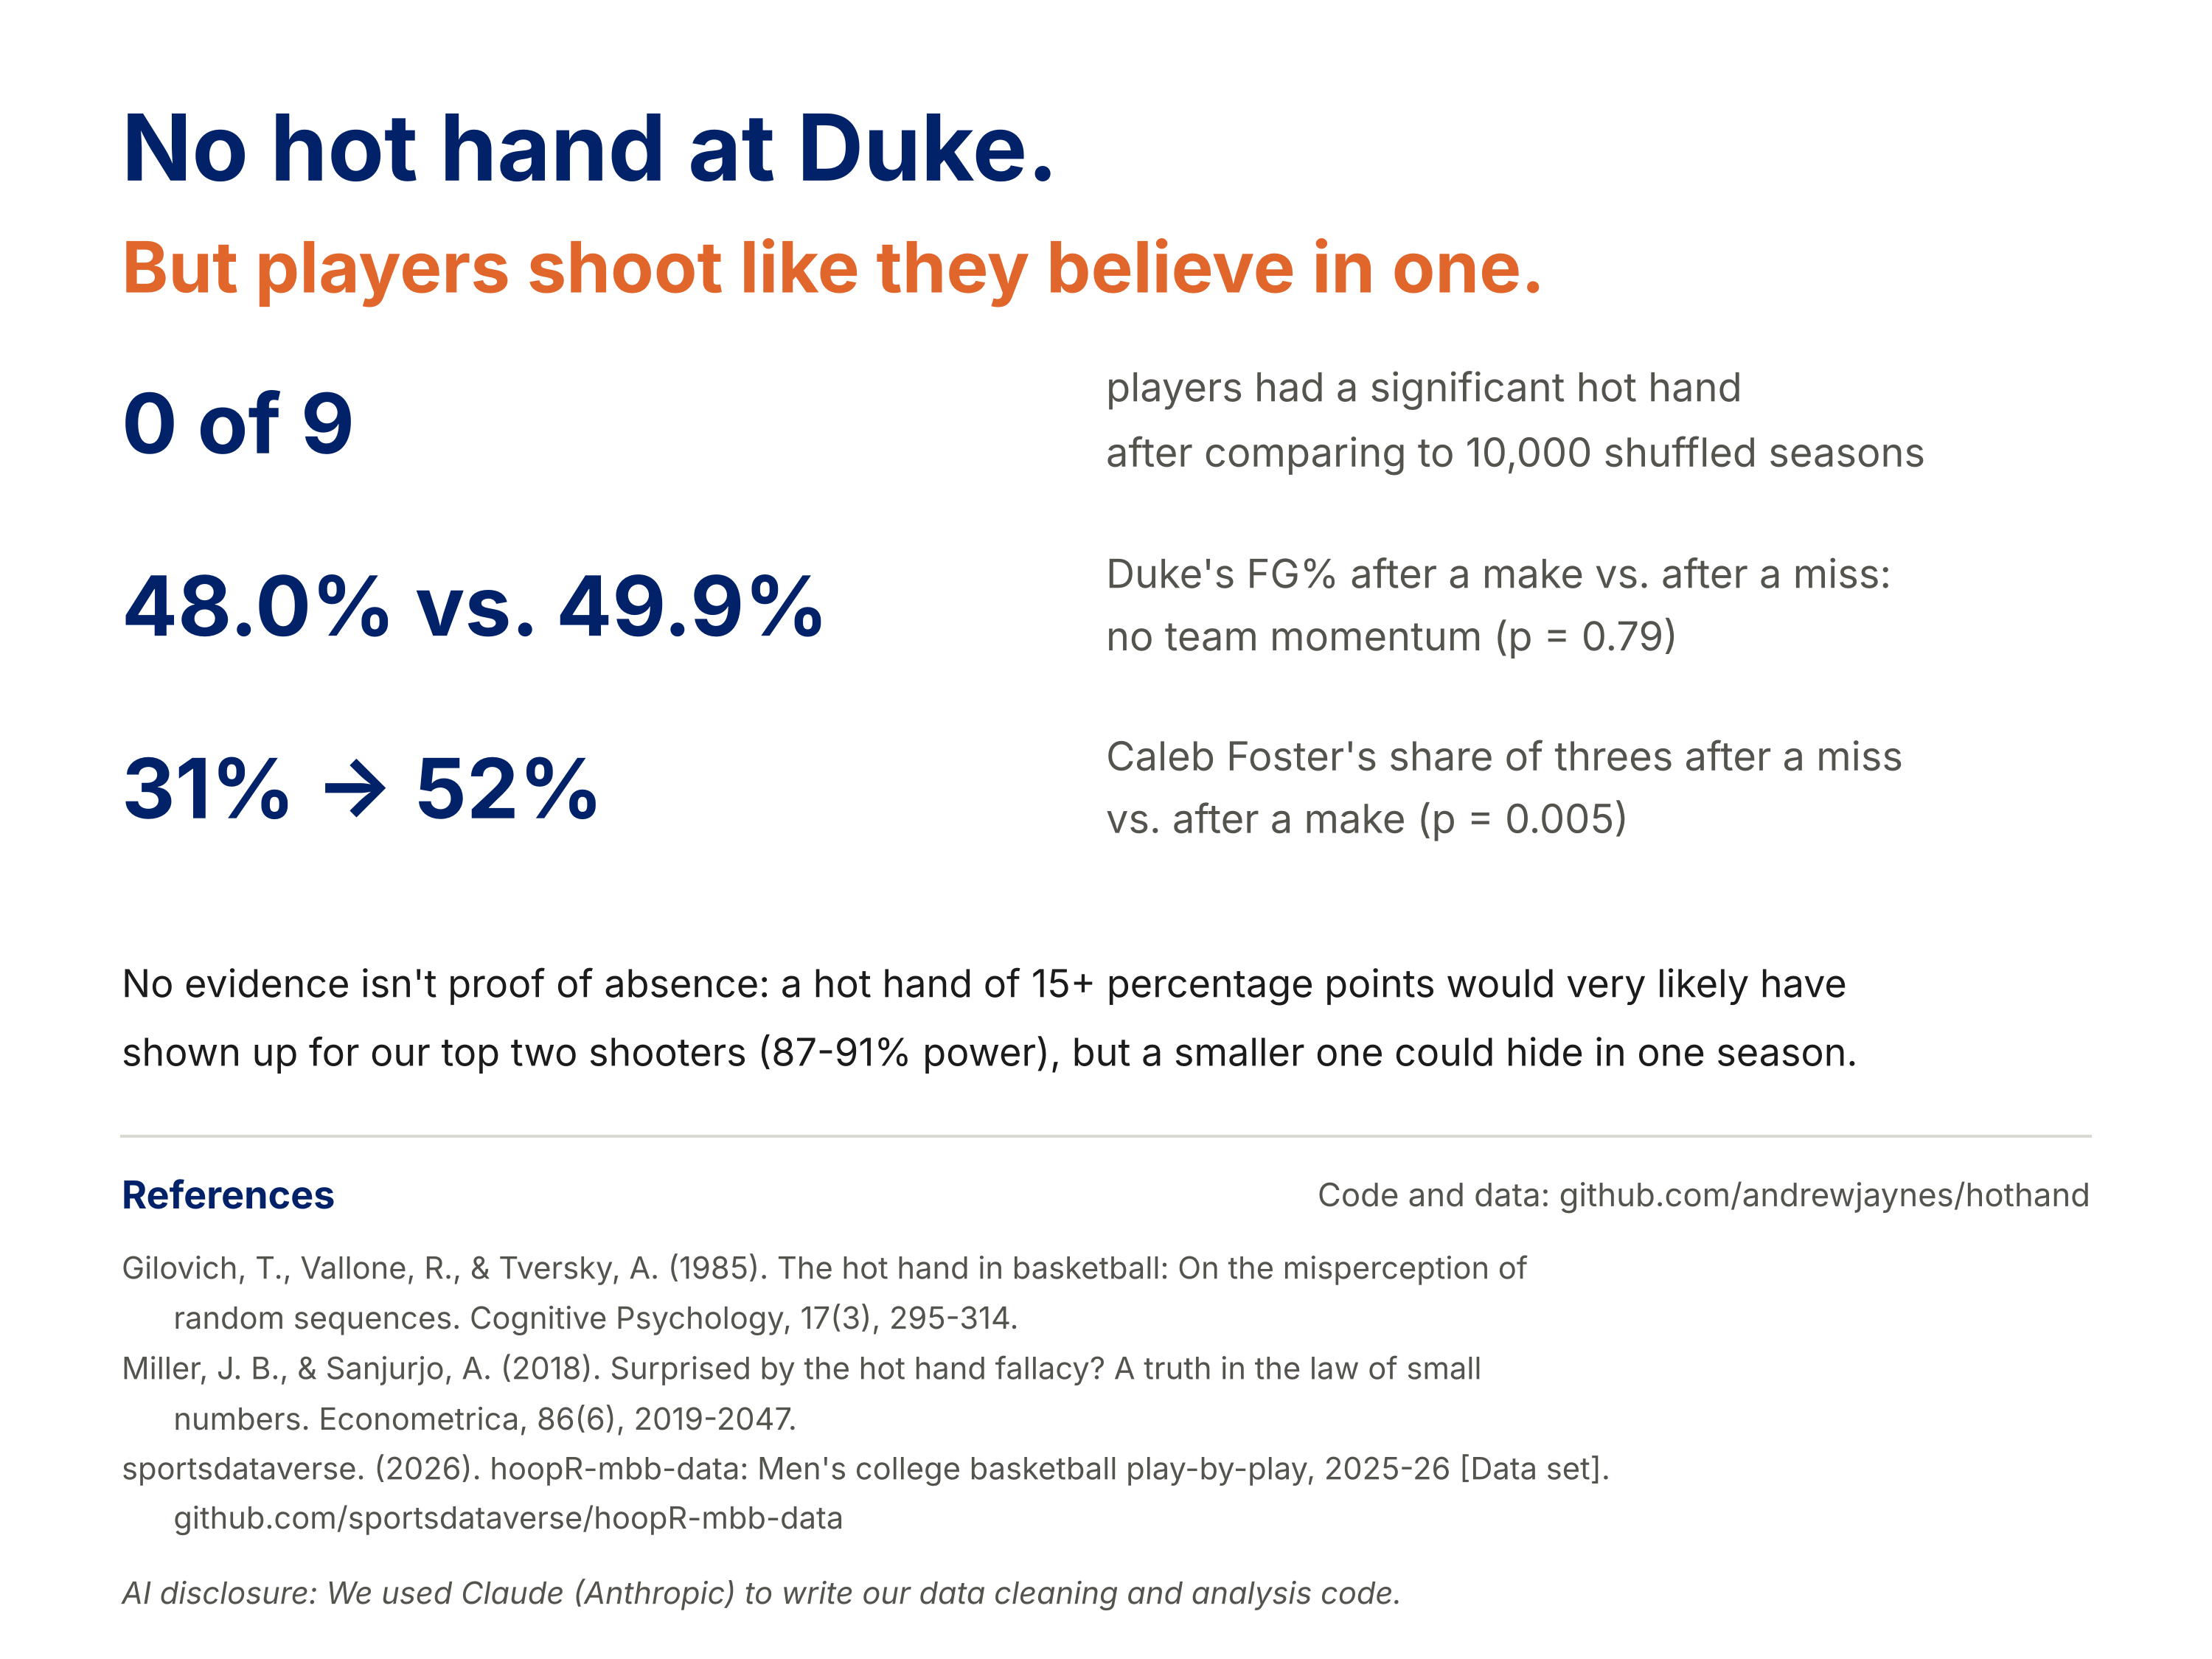 No hot hand at Duke.
But players shoot like they believe in one.
0 of 9
players had a significant hot hand
after comparing to 10,000 shuffled seasons
48.0% vs. 49.9%
Duke's FG% after a make vs. after a miss:
no team momentum (p = 0.79)
31% → 52%
Caleb Foster's share of threes after a miss
vs. after a make (p = 0.005)
No evidence isn't proof of absence: a hot hand of 15+ percentage points would very likely have
shown up for our top two shooters (87-91% power), but a smaller one could hide in one season.
References
Code and data: github.com/andrewjaynes/hothand
Gilovich, T., Vallone, R., & Tversky, A. (1985). The hot hand in basketball: On the misperception of
random sequences. Cognitive Psychology, 17(3), 295-314.
Miller, J. B., & Sanjurjo, A. (2018). Surprised by the hot hand fallacy? A truth in the law of small
numbers. Econometrica, 86(6), 2019-2047.
sportsdataverse. (2026). hoopR-mbb-data: Men's college basketball play-by-play, 2025-26 [Data set].
github.com/sportsdataverse/hoopR-mbb-data
AI disclosure: We used Claude (Anthropic) to write our data cleaning and analysis code.